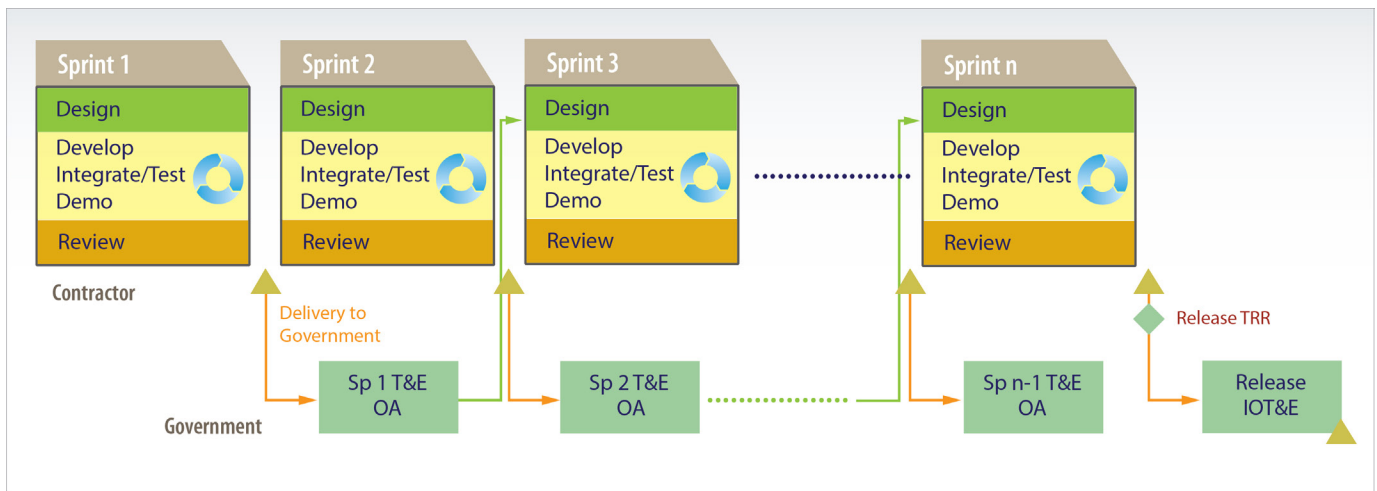 Sprint 1
Design
Develop
Integrate/Test
Demo
Review
Sprint 2
Design
Develop
Integrate/Test
Demo
Review
Sprint 3
Design
Develop
Integrate/Test
Demo
Review
Sprint n
Design
Develop
Integrate/Test
Demo
Review
Contractor
Delivery to
Government
Release TRR
Government
Sp 1 T&E
OA
Sp 2 T&E
OA
Sp n-1 T&E
OA
Release
IOT&E